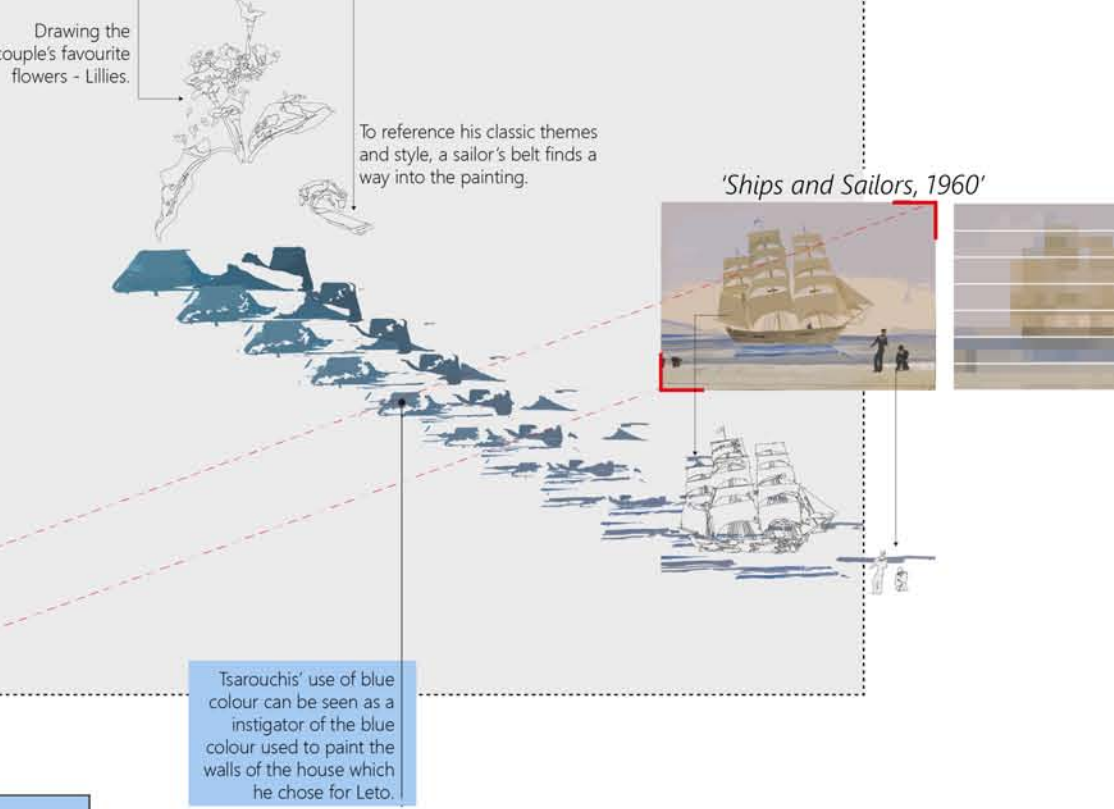 Drawing the
couple's favourite
flowers - Lillies.
To reference his classic themes
and style, a sailor's belt finds a
way into the painting.
'Ships and Sailors, 1960'
Tsarouchis' use of blue
colour can be seen as a
instigator of the blue
colour used to paint the
walls of the house which
he chose for Leto.